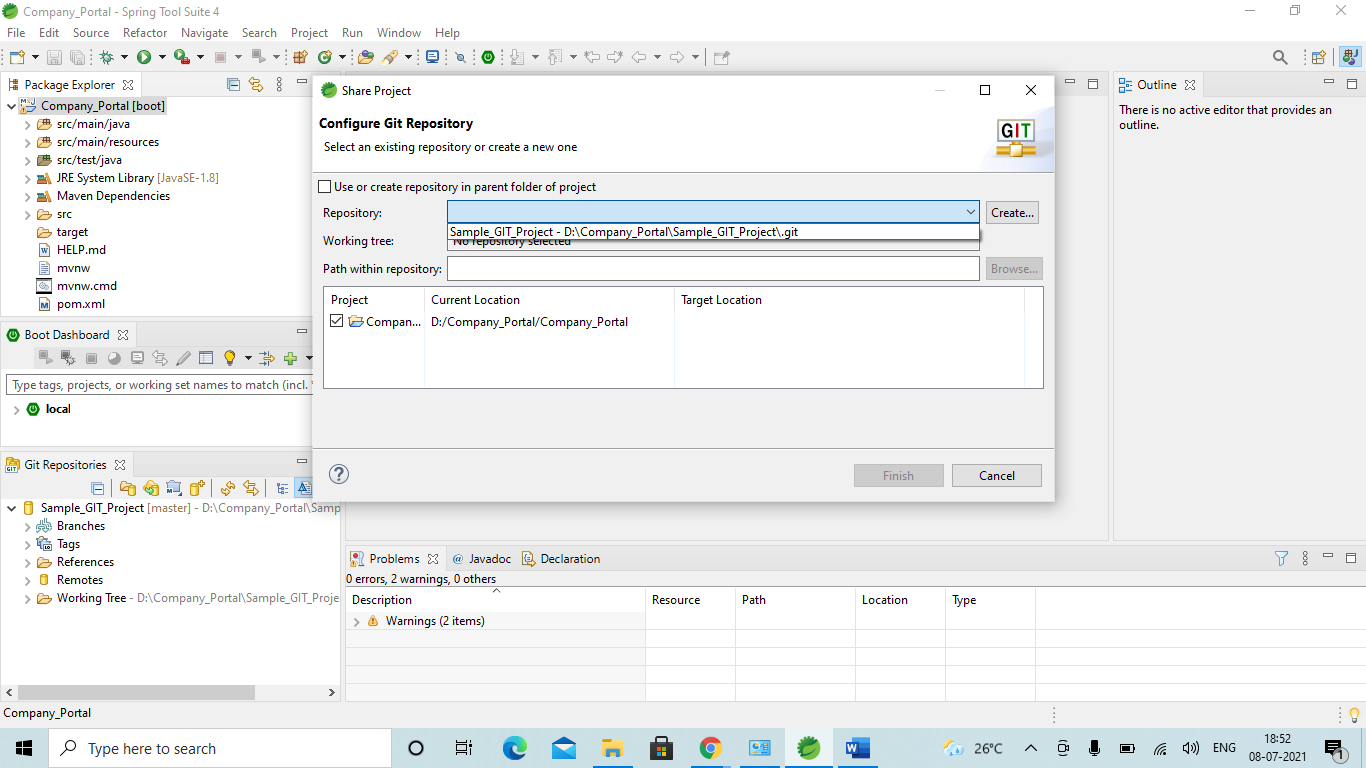 Company_Portal - Spring Tool Suite 4
File Edit Source Refactor Navigate Search Project Run Window Help
Package Explorer
Company_Portal [boot]
src/main/java
src/main/resources
src/test/java
JRE System Library [JavaSE-1.8]
Maven Dependencies
src
target
HELP.md
mvnw
mvnw.cmd
pom.xml
Boot Dashboard
Type tags, projects, or working set names to match (incl.
local
Git Repositories
Sample_GIT_Project [master] - D:\Company_Portal\Samp
Branches
Tags
References
Remotes
Working Tree - D:\Company_Portal\Sample_GIT_Proje
Share Project
Configure Git Repository
Select an existing repository or create a new one
GIT
Use or create repository in parent folder of project
Repository: Create...
Sample_GIT_Project - D:\Company_Portal\Sample_GIT_Project\.git
Working tree: No repository selected
Path within repository: Browse...
Project Current Location Target Location
Compan... D:/Company_Portal/Company_Portal
Finish Cancel
Outline
There is no active editor that provides an
outline.
Problems @ Javadoc Declaration
0 errors, 2 warnings, 0 others
Description Resource Path Location Type
Warnings (2 items)
Company_Portal
Type here to search
26°C ENG
18:52
08-07-2021
1